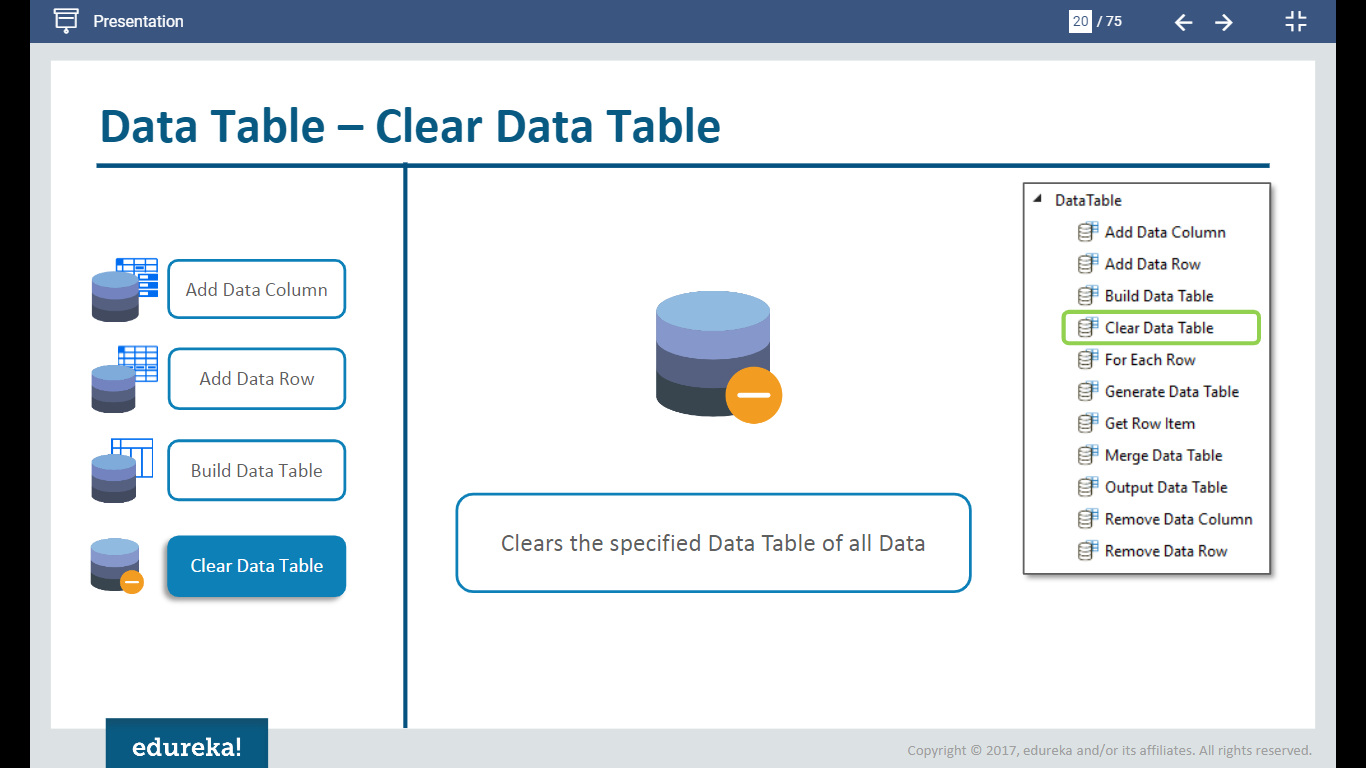 Presentation
20 / 75
Data Table – Clear Data Table
Add Data Column
Add Data Row
Build Data Table
Clear Data Table
Clears the specified Data Table of all Data
DataTable
Add Data Column
Add Data Row
Build Data Table
Clear Data Table
For Each Row
Generate Data Table
Get Row Item
Merge Data Table
Output Data Table
Remove Data Column
Remove Data Row
edureka!
Copyright © 2017, edureka and/or its affiliates. All rights reserved.